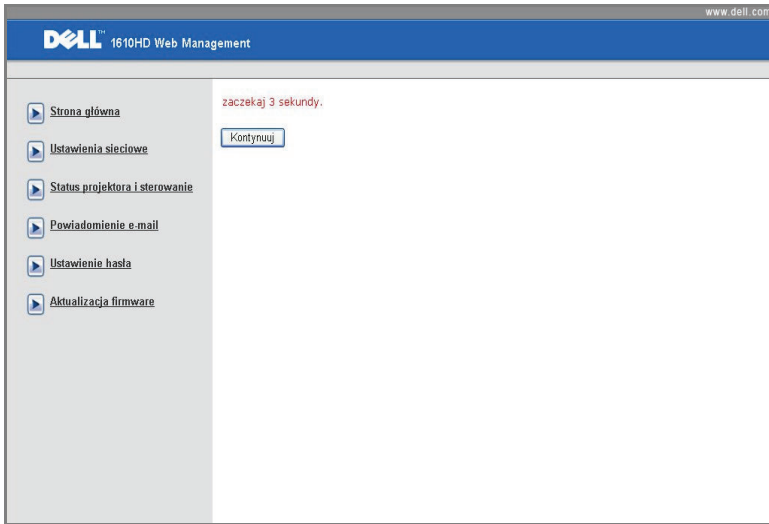 www.dell.com
DELL™ 1610HD Web Management
zaczekaj 3 sekundy.
Kontynuuj
Strona główna
Ustawienia sieciowe
Status projektora i sterowanie
Powiadomienie e-mail
Ustawienie hasła
Aktualizacja firmware